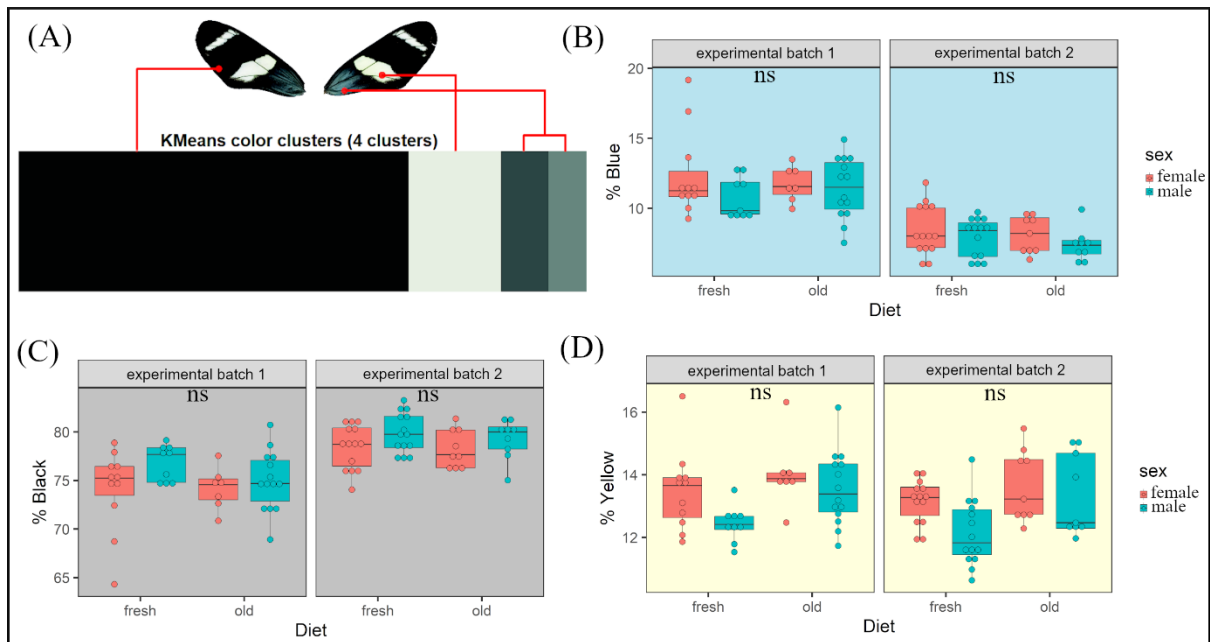 (A)
KMeans color clusters (4 clusters)
(B)
experimental batch 1
experimental batch 2
ns
ns
20
15
10
% Blue
fresh
old
fresh
old
Diet
sex
female
male
(C)
experimental batch 1
experimental batch 2
ns
ns
80
75
70
65
% Black
fresh
old
fresh
old
Diet
(D)
experimental batch 1
experimental batch 2
ns
ns
16
14
12
% Yellow
fresh
old
fresh
old
Diet
sex
female
male